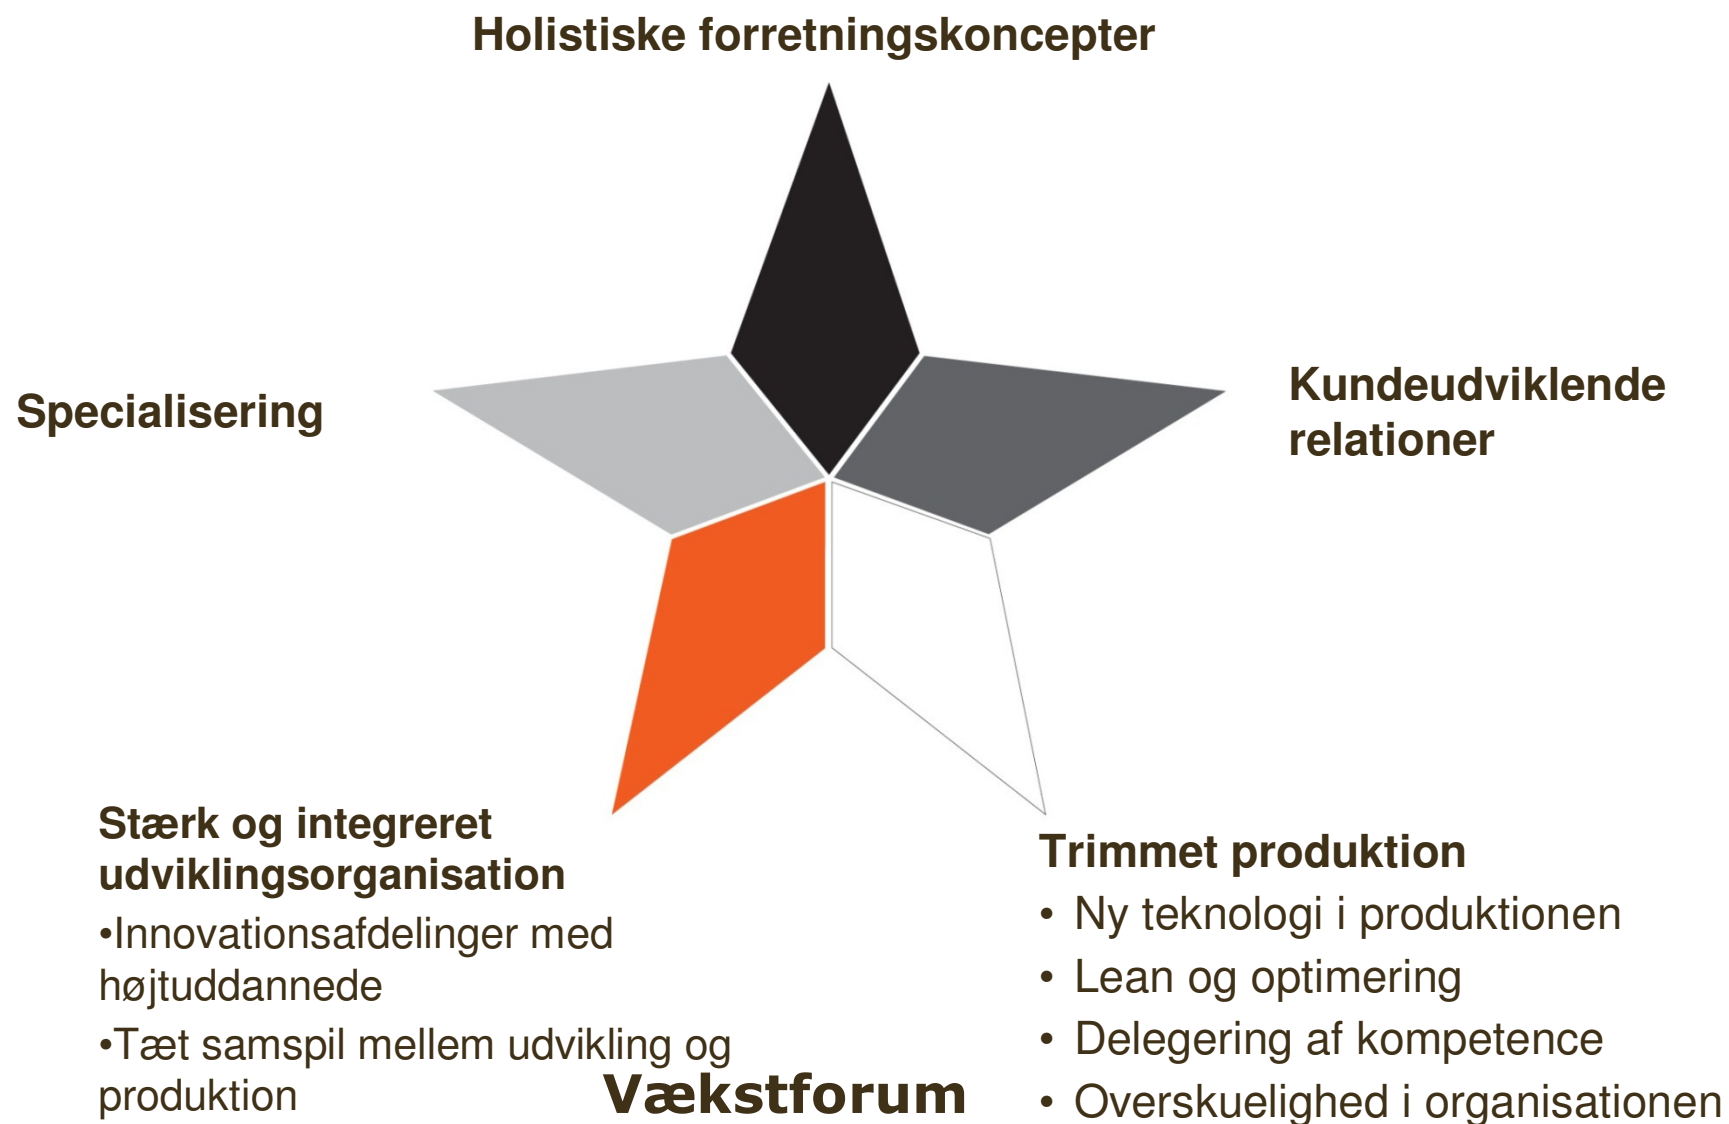 Holistiske forretningskoncepter
Specialisering
Kundeudviklende
relationer
Stærk og integreret
udviklingsorganisation
•Innovationsafdelinger med
højtuddannede
•Tæt samspil mellem udvikling og
produktion
Trimmet produktion
• Ny teknologi i produktionen
• Lean og optimering
• Delegering af kompetence
• Overskuelighed i organisationen
Vækstforum